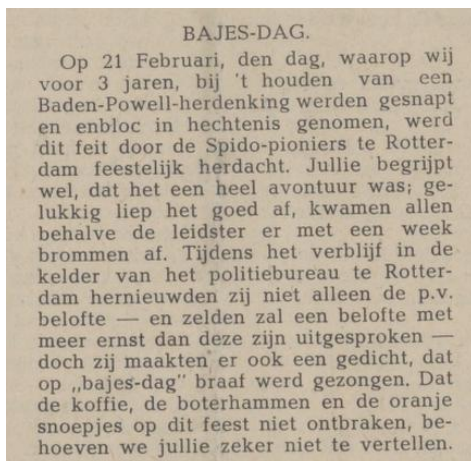 BAJES-DAG.
Op 21 Februari, den dag, waarop wij
voor 3 jaren, bij 't houden van een
Baden-Powell-herdenking werden gesnapt
en enbloc in hechtenis genomen, werd
dit feit door de Spido-pioniers te Rotter-
dam feestelijk herdacht. Jullie begrijpt
wel, dat het een heel avontuur was; ge-
lukkig liep het goed af, kwamen allen
behalve de leidster er met een week
brommen af. Tijdens het verblijf in de
kelder van het politiebureau te Rotter-
dam hernieuwden zij niet alleen de p.v.
belofte — en zelden zal een belofte met
meer ernst dan deze zijn uitgesproken —
doch zij maakten er ook een gedicht, dat
op „bajes-dag" braaf werd gezongen. Dat
de koffie, de boterhammen en de oranje
snoepjes op dit feest niet ontbraken, be-
hoeven we jullie zeker niet te vertellen.